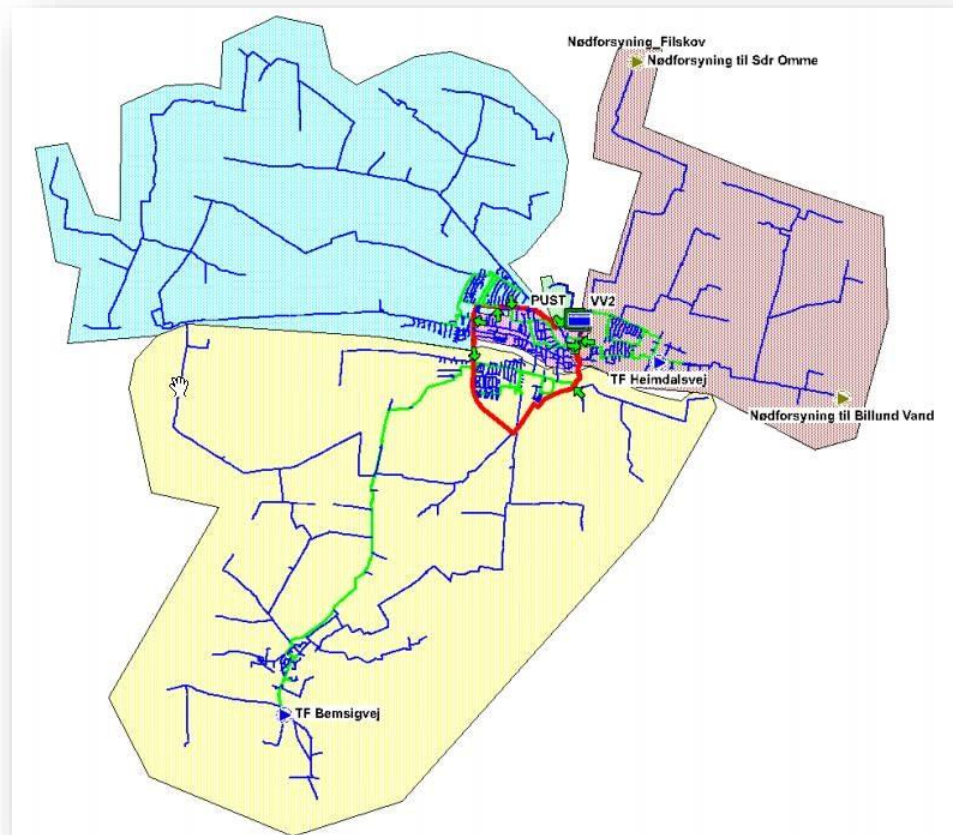 Nødforsyning_Filskov
Nødforsyning til Sdr Omme
PUST
VV2
TF Heimdalsvej
Nødforsyning til Billund Vand
TF Bemsigvej